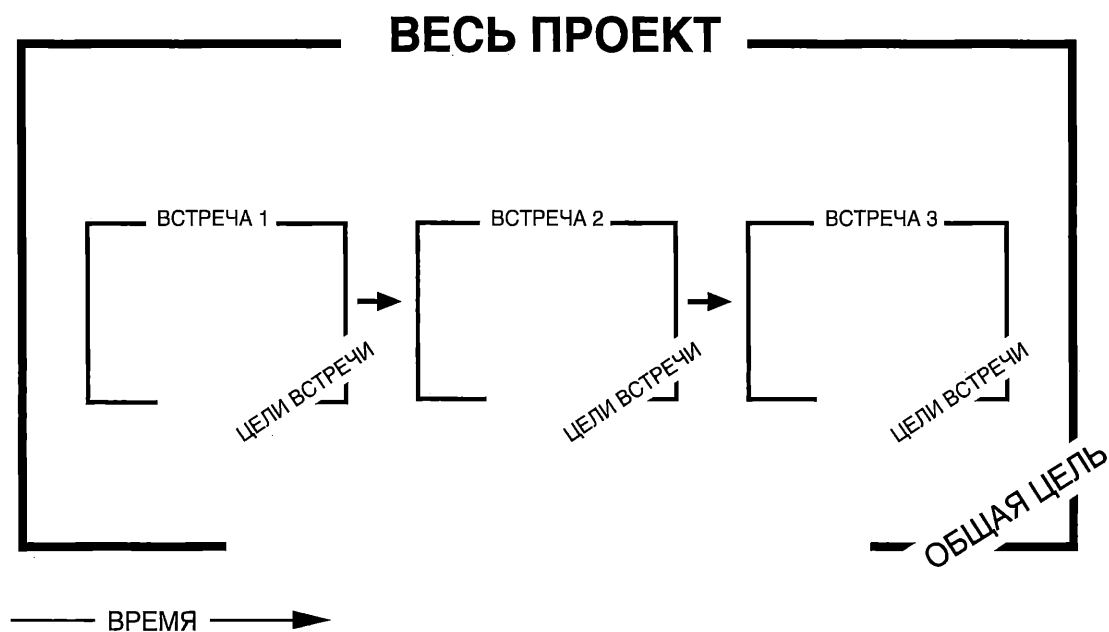 ВЕСЬ ПРОЕКТ
ВСТРЕЧА 1
ВСТРЕЧА 2
ВСТРЕЧА 3
ЦЕЛИ ВСТРЕЧИ
ЦЕЛИ ВСТРЕЧИ
ЦЕЛИ ВСТРЕЧИ
ОБЩАЯ ЦЕЛЬ
ВРЕМЯ